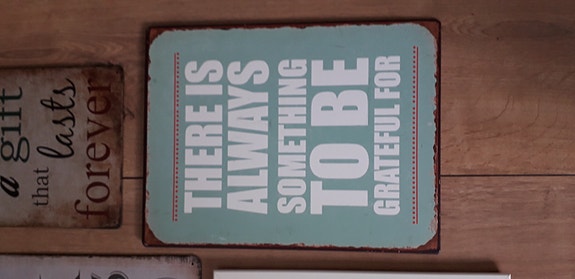 a gift
that lasts
forever
THERE IS
ALWAYS
SOMETHING
TO BE
GRATEFUL FOR